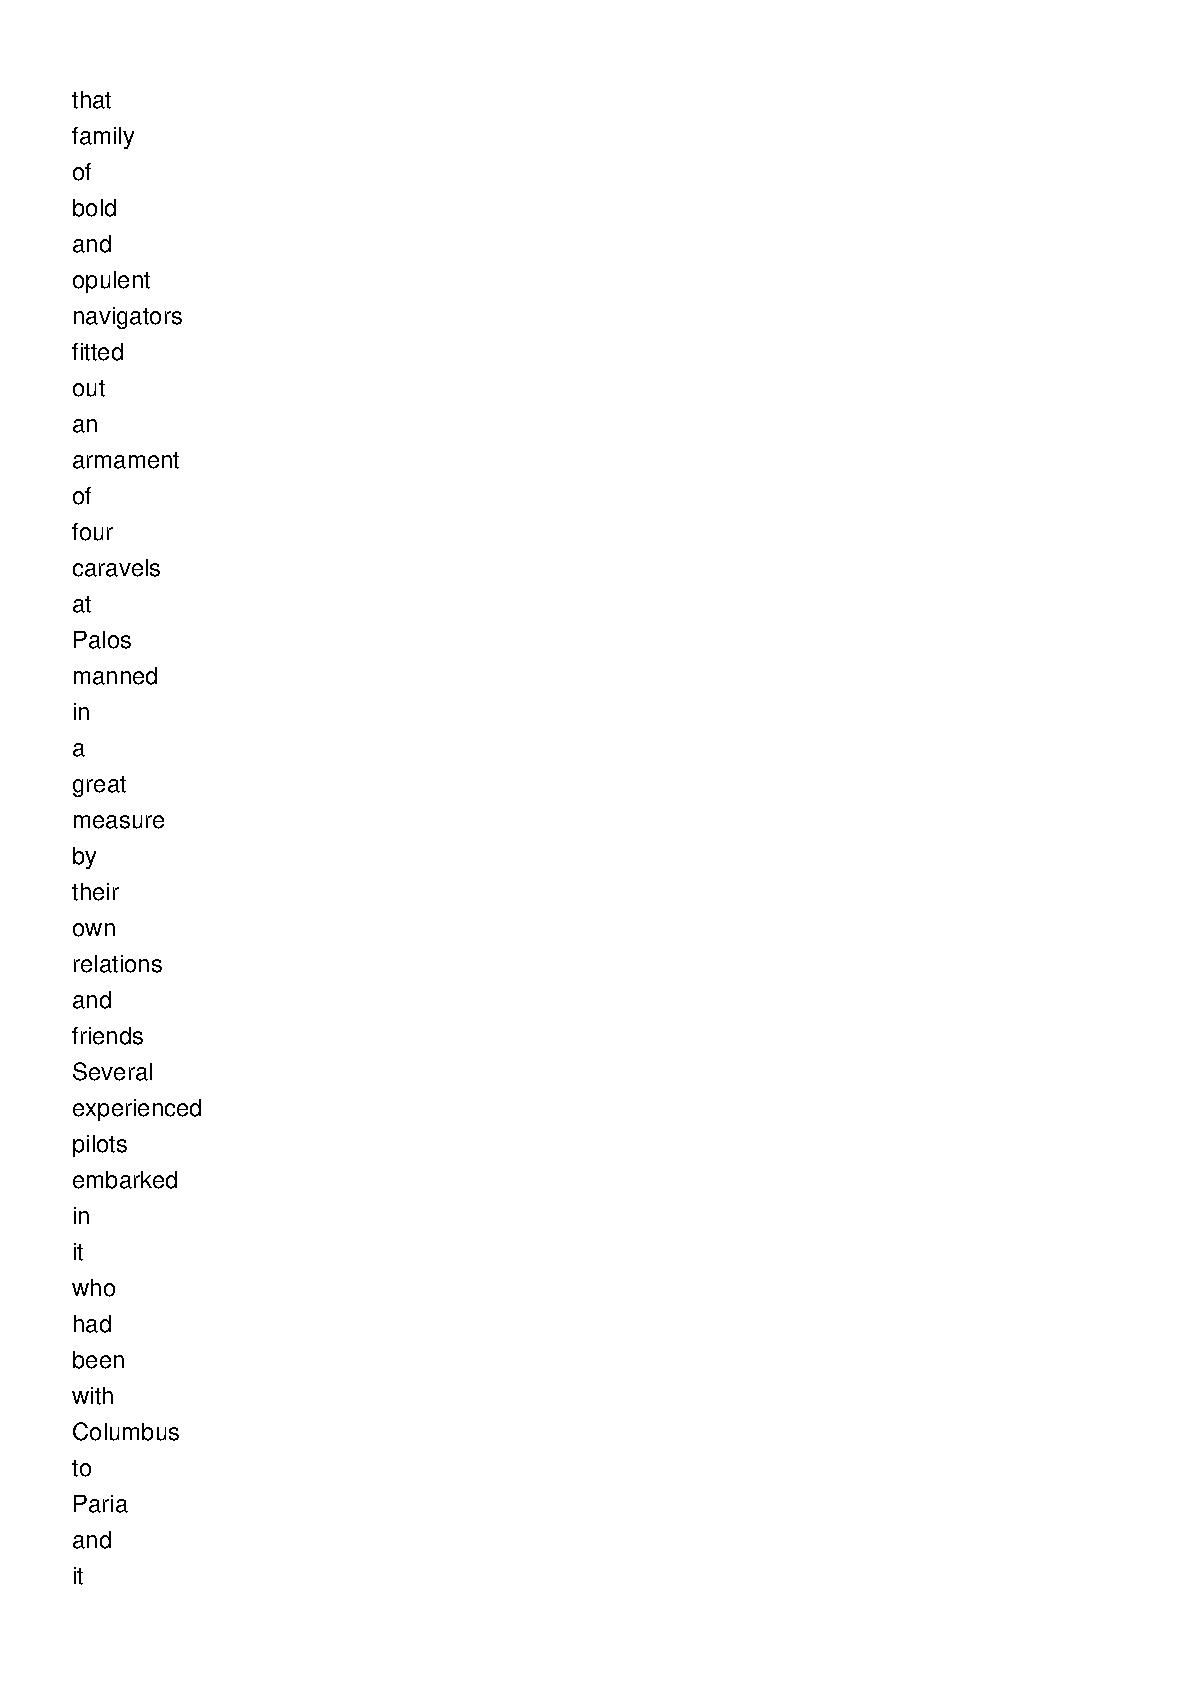 that
family
of
bold
and
opulent
navigators
fitted
out
an
armament
of
four
caravels
at
Palos
manned
in
a
great
measure
by
their
own
relations
and
friends
Several
experienced
pilots
embarked
in
it
who
had
been
with
Columbus
to
Paria
and
it